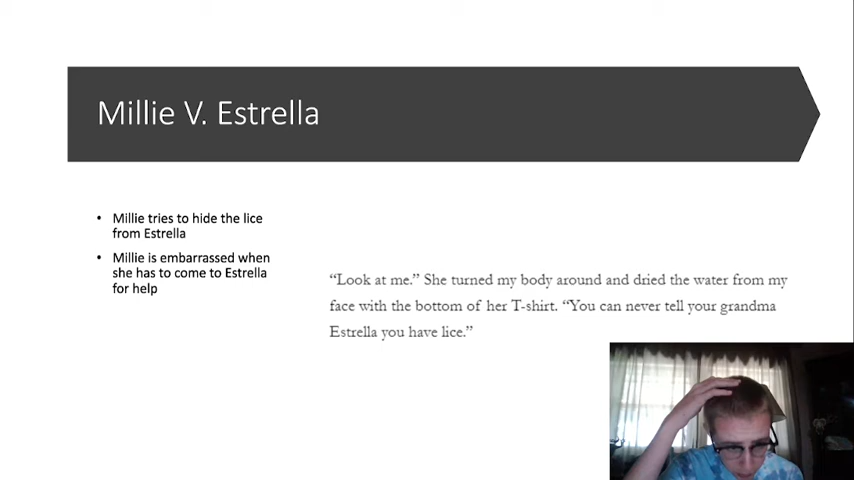 Millie V. Estrella
• Millie tries to hide the lice
from Estrella
• Millie is embarrassed when
she has to come to Estrella
for help
“Look at me.” She turned my body around and dried the water from my
face with the bottom of her T-shirt. “You can never tell your grandma
Estrella you have lice.”